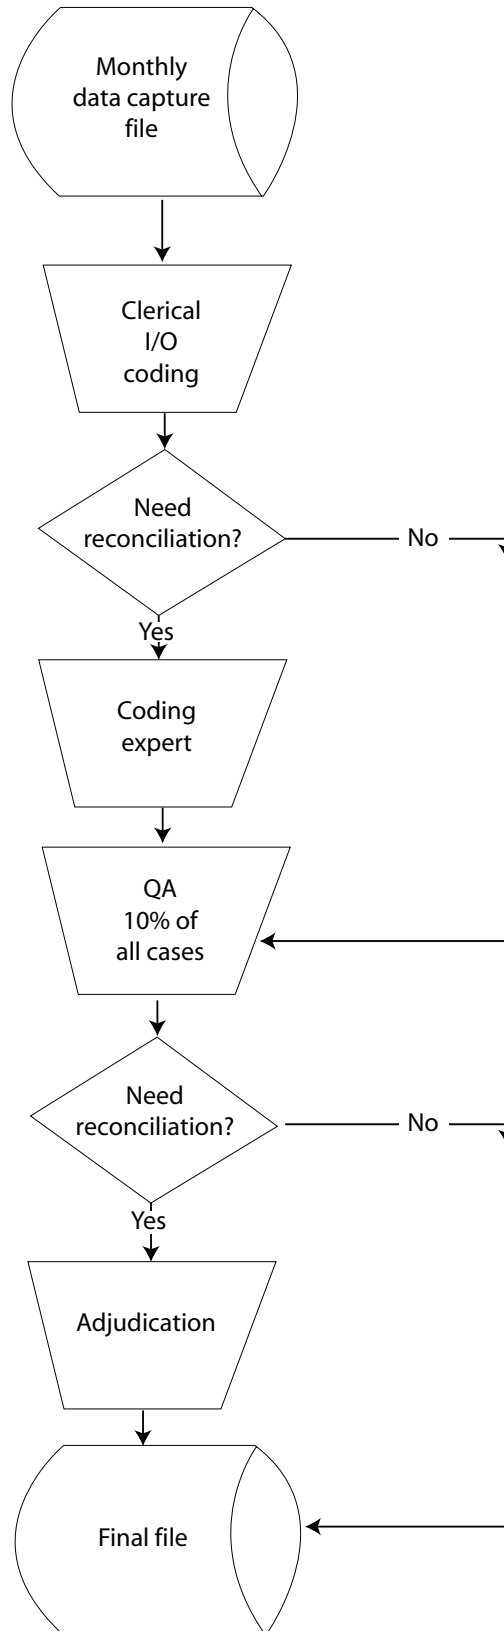 Monthly
data capture
file
Clerical
I/O
coding
Need
reconciliation?
No
Yes
Coding
expert
QA
10% of
all cases
Need
reconciliation?
No
Yes
Adjudication
Final file